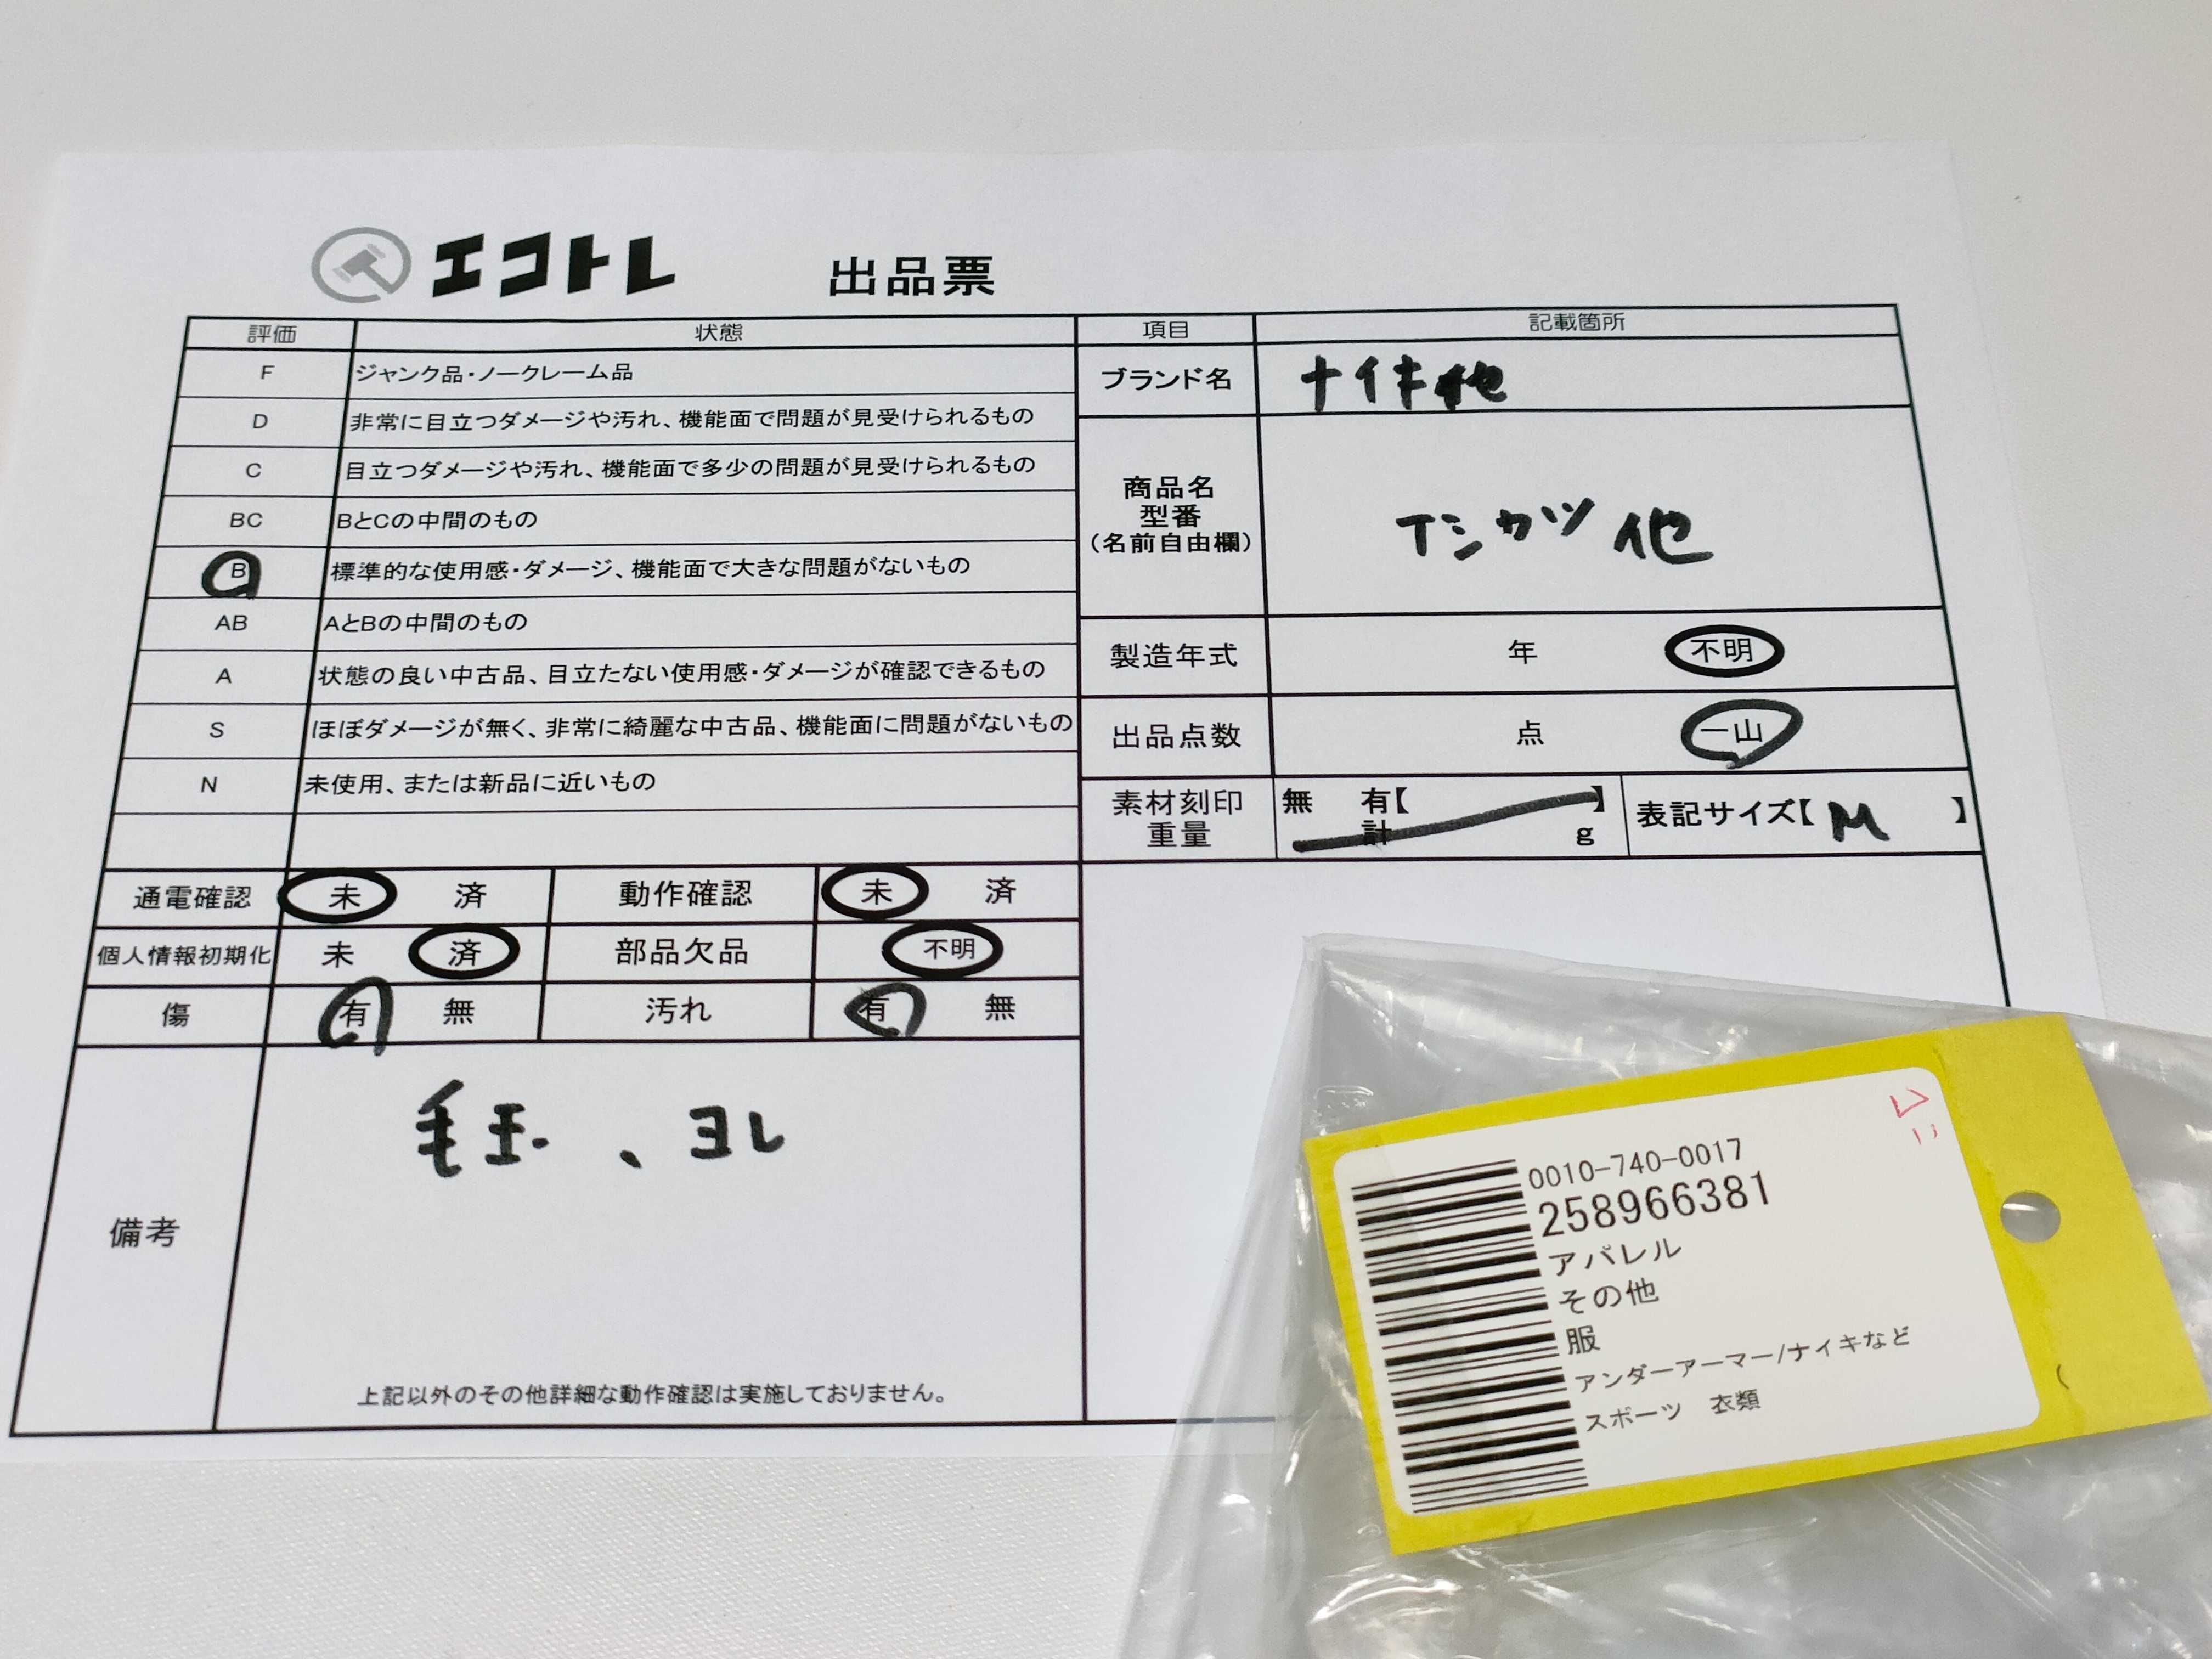 エコトレ 出品票
評価 状態 項目 記載箇所
F ジャンク品・ノークレーム品
D 非常に目立つダメージや汚れ、機能面で問題が見受けられるもの
C 目立つダメージや汚れ、機能面で多少の問題が見受けられるもの
BC BとCの中間のもの
B 標準的な使用感・ダメージ、機能面で大きな問題がないもの
AB AとBの中間のもの
A 状態の良い中古品、目立たない使用感・ダメージが確認できるもの
S ほぼダメージが無く、非常に綺麗な中古品、機能面に問題がないもの
N 未使用、または新品に近いもの
ブランド名 ナイキ他
商品名
型番
(名前自由欄)
Tシャツ 他
製造年式 年 不明
出品点数 点 一山
素材刻印
重量
無 有【 】
計 g
表記サイズ【M】
通電確認 未 済 動作確認 未 済
個人情報初期化 未 済 部品欠品 不明
傷 有 無 汚れ 有 無
備考
毛玉、ヨレ
上記以外のその他詳細な動作確認は実施しておりません。
0010-740-0017
258966381
アパレル
その他
服
アンダーアーマー/ナイキなど
スポーツ 衣類